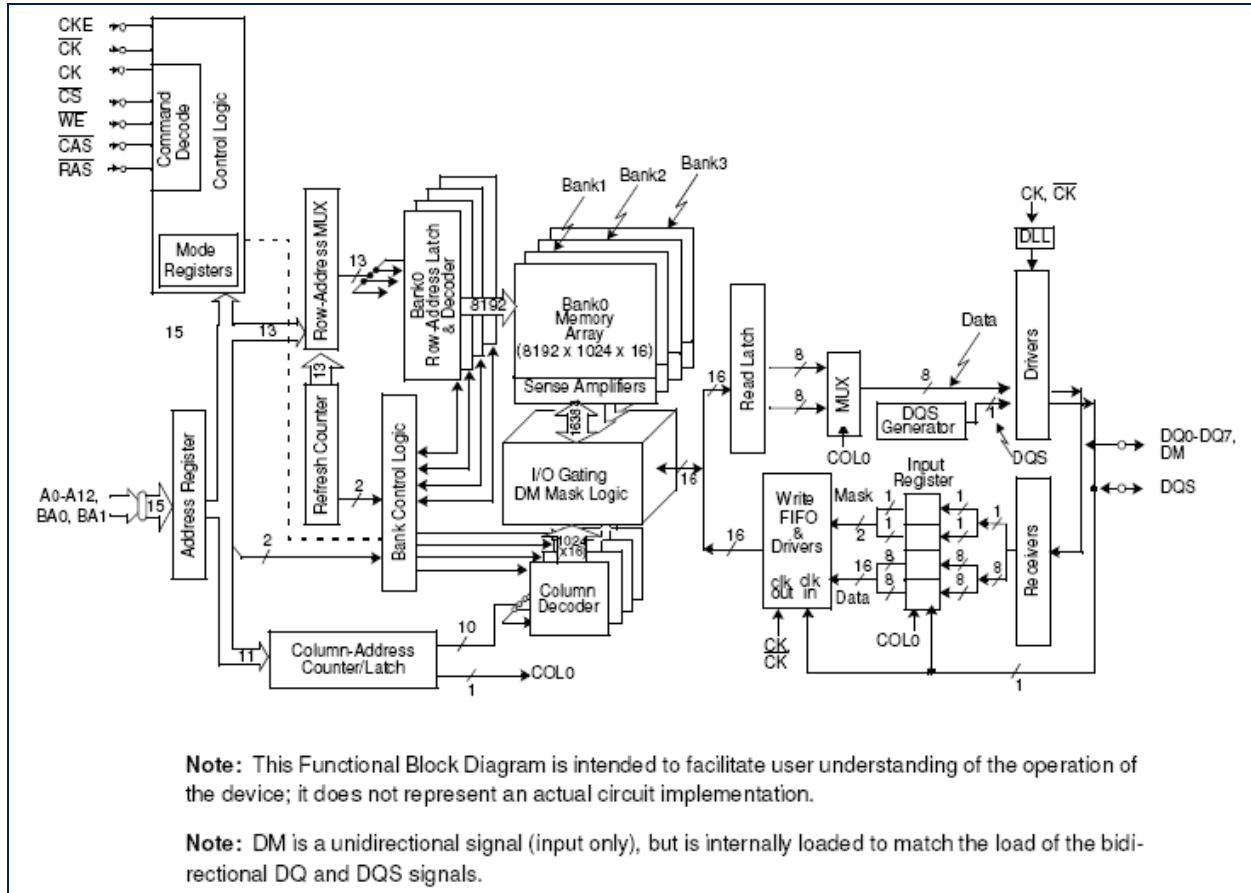 CKE
CK
CK
CS
WE
CAS
RAS
Command
Decode
Control Logic
Mode
Registers
15
13
Row-Address MUX
13
Refresh Counter
13
Bank0
Row-Address Latch
& Decoder
8192
Bank1
Bank2
Bank3
Bank0
Memory
Array
(8192 x 1024 x 16)
Sense Amplifiers
16383
I/O Gating
DM Mask Logic
16
1024
x16
Column
Decoder
Bank Control Logic
2
2
A0-A12,
BA0, BA1
15
Address Register
11
Column-Address
Counter/Latch
10
1
COL0
16
Read Latch
8
8
MUX
COL0
8
Data
DQS
Generator
1
DQS
CK, CK
DLL
Drivers
DQ0-DQ7,
DM
DQS
Input
Register
Write
FIFO
&
Drivers
clk
out
clk
in
Mask
2
16
Data
1
1
8
8
1
1
8
8
1
8
Receivers
16
CK
CK
COL0
1
Note: This Functional Block Diagram is intended to facilitate user understanding of the operation of
the device; it does not represent an actual circuit implementation.
Note: DM is a unidirectional signal (input only), but is internally loaded to match the load of the bidi-
rectional DQ and DQS signals.